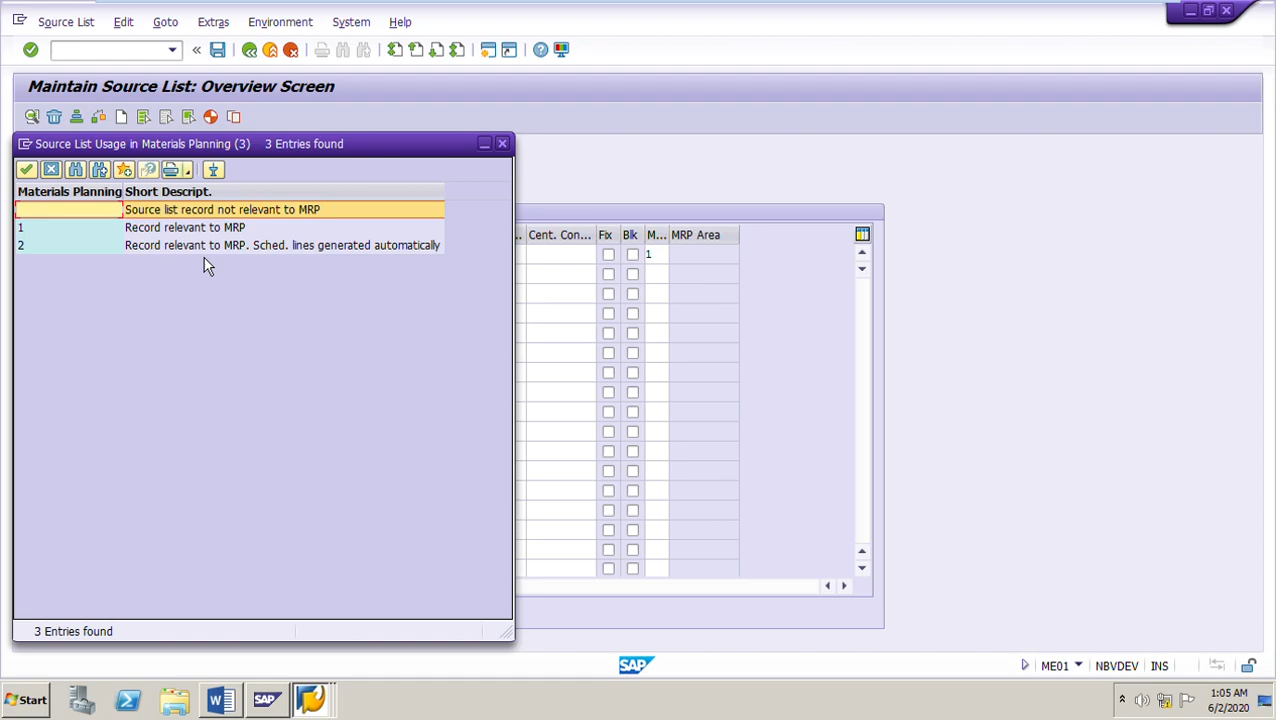 Source List Edit Goto Extras Environment System Help
Maintain Source List: Overview Screen
Source List Usage in Materials Planning (3) 3 Entries found
Materials Planning Short Descript.
Source list record not relevant to MRP
1 Record relevant to MRP
2 Record relevant to MRP. Sched. lines generated automatically
3 Entries found
.. Cent. Con... Fix Blk M... MRP Area
1
SAP
ME01 NBVDEV INS
Start
W
SAP
1:05 AM
6/2/2020